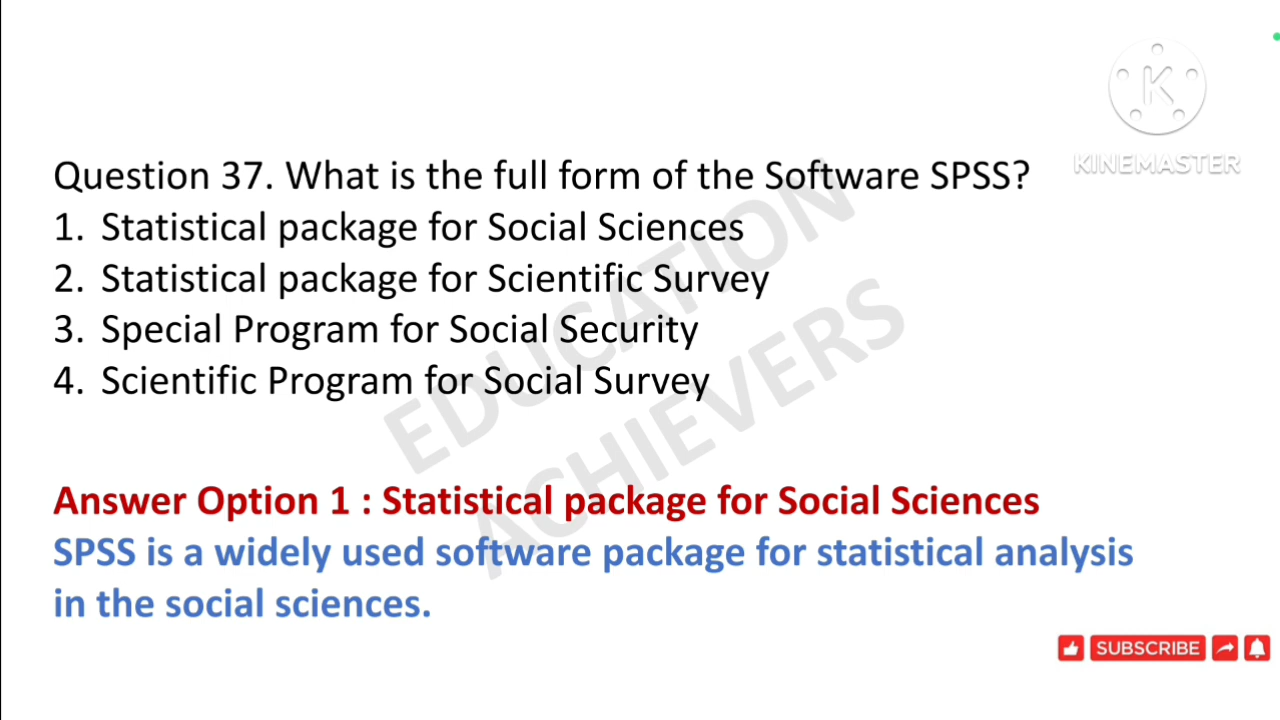 KINEMASTER
Question 37. What is the full form of the Software SPSS?
1. Statistical package for Social Sciences
2. Statistical package for Scientific Survey
3. Special Program for Social Security
4. Scientific Program for Social Survey
EDUCATION
ACHIEVERS
Answer Option 1 : Statistical package for Social Sciences
SPSS is a widely used software package for statistical analysis
in the social sciences.
SUBSCRIBE